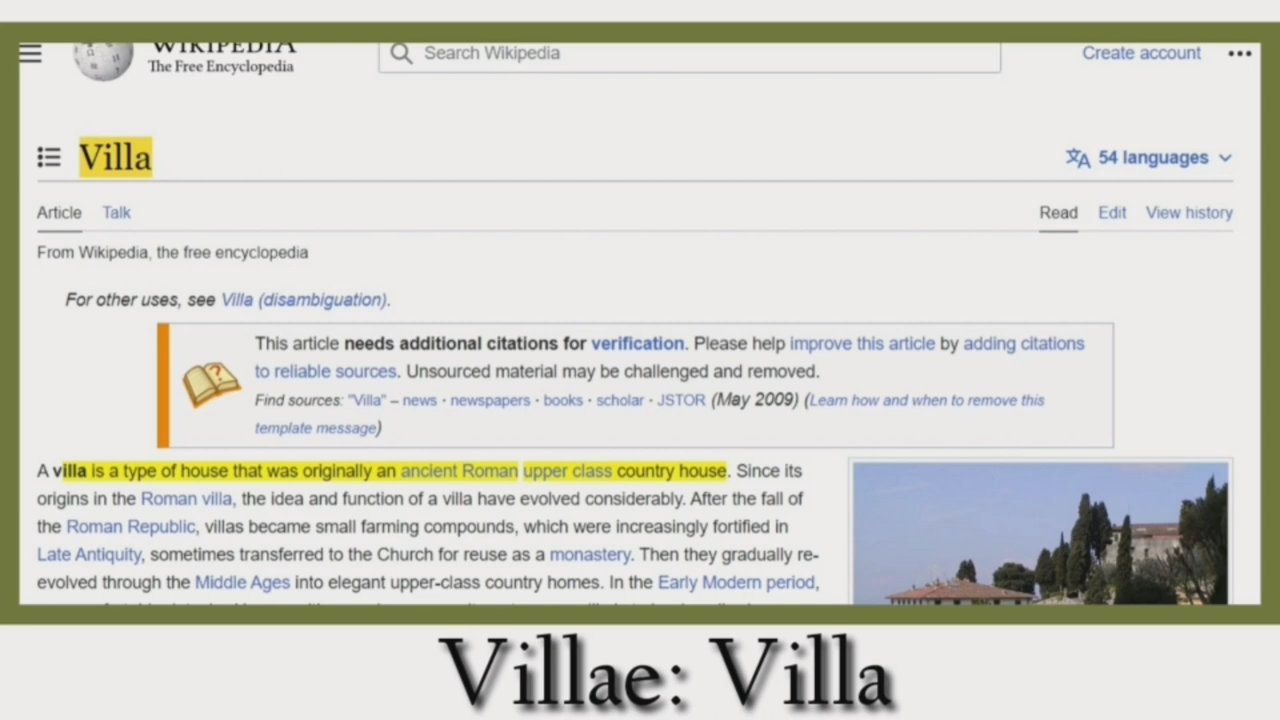 WIKIPEDIA
The Free Encyclopedia
Search Wikipedia
Create account
Villa
54 languages
Article Talk
Read Edit View history
From Wikipedia, the free encyclopedia
For other uses, see Villa (disambiguation).
This article needs additional citations for verification. Please help improve this article by adding citations
to reliable sources. Unsourced material may be challenged and removed.
Find sources: "Villa" – news · newspapers · books · scholar · JSTOR (May 2009) (Learn how and when to remove this
template message)
A villa is a type of house that was originally an ancient Roman upper class country house. Since its
origins in the Roman villa, the idea and function of a villa have evolved considerably. After the fall of
the Roman Republic, villas became small farming compounds, which were increasingly fortified in
Late Antiquity, sometimes transferred to the Church for reuse as a monastery. Then they gradually re-
evolved through the Middle Ages into elegant upper-class country homes. In the Early Modern period,
Villae: Villa